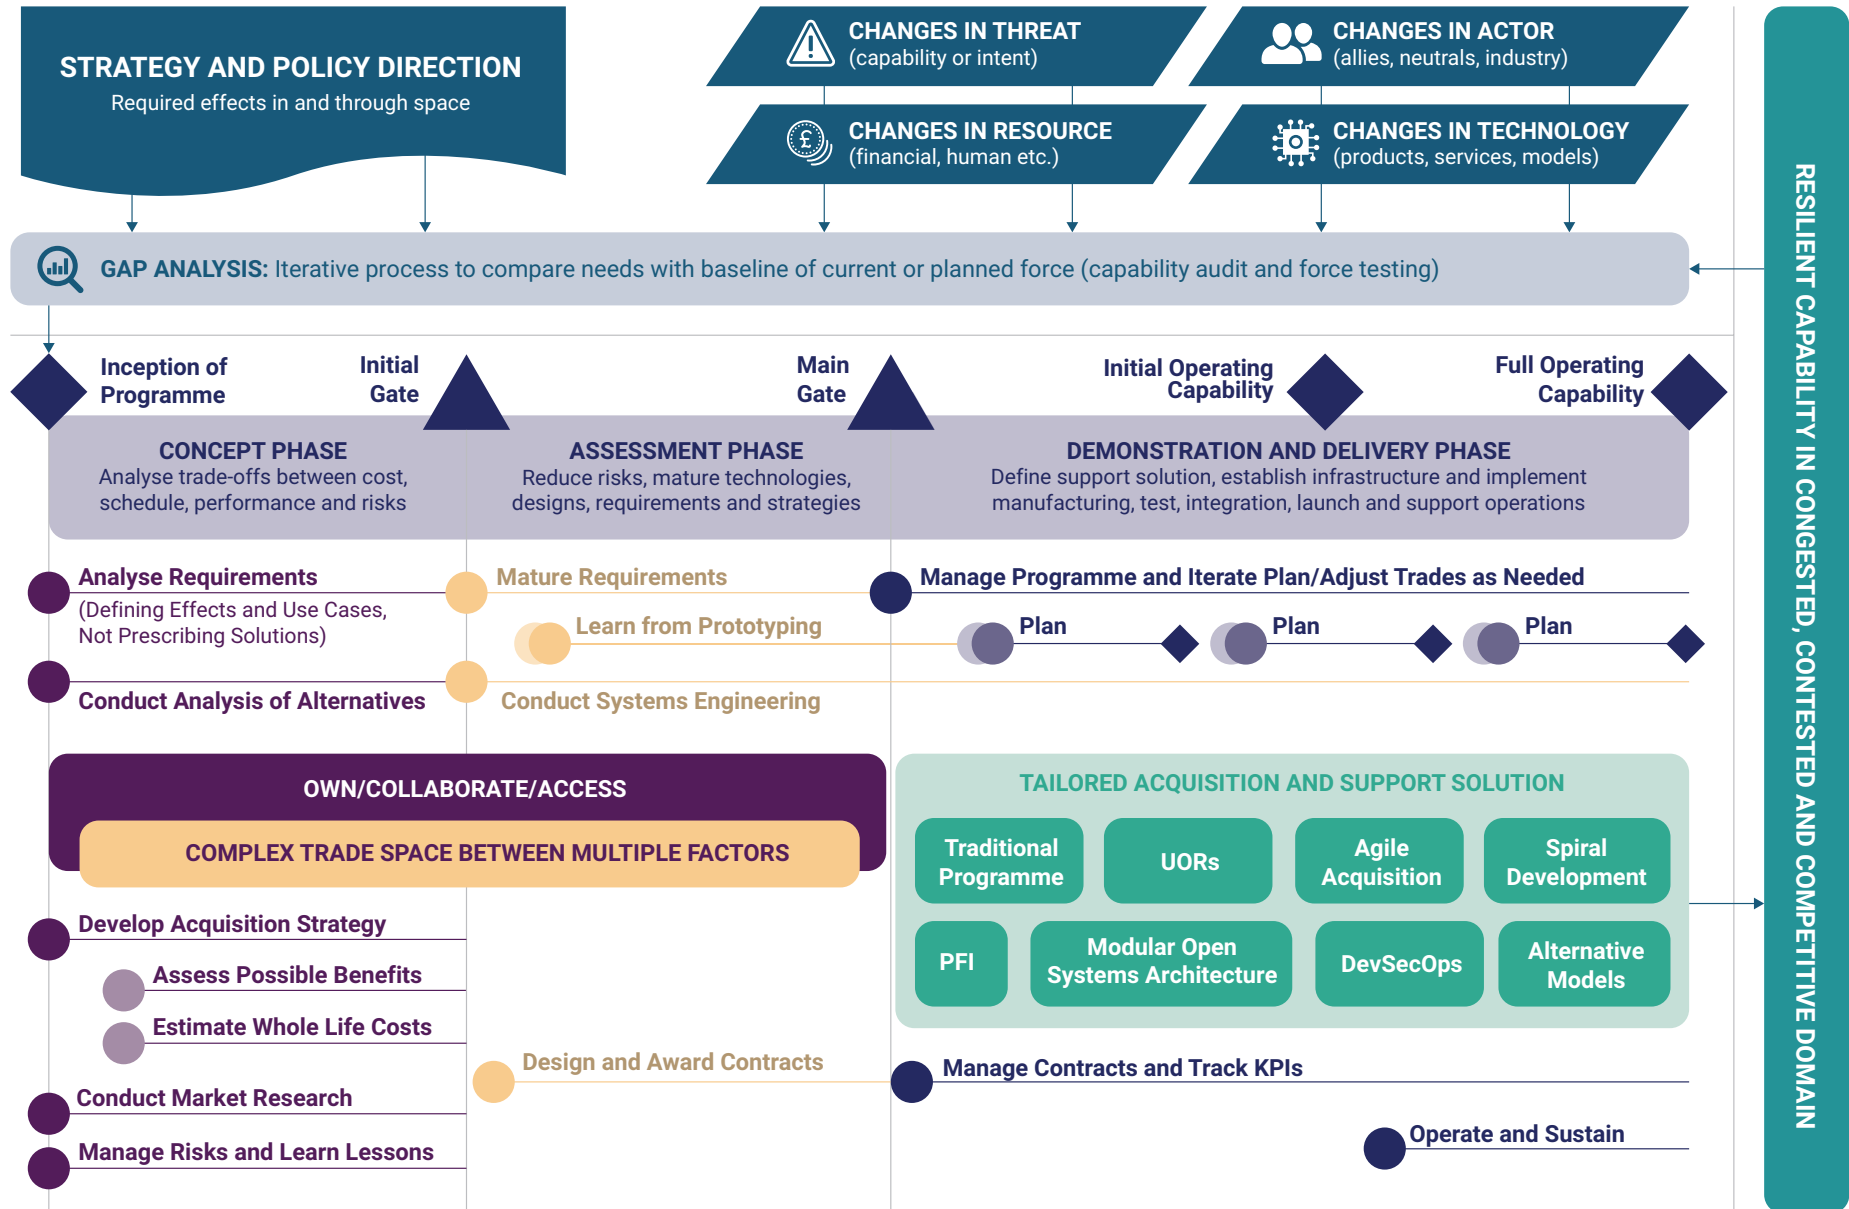 STRATEGY AND POLICY DIRECTION
Required effects in and through space
CHANGES IN THREAT
(capability or intent)
CHANGES IN ACTOR
(allies, neutrals, industry)
CHANGES IN RESOURCE
(financial, human etc.)
CHANGES IN TECHNOLOGY
(products, services, models)
GAP ANALYSIS: Iterative process to compare needs with baseline of current or planned force (capability audit and force testing)
Inception of
Programme
Initial
Gate
Main
Gate
Initial Operating
Capability
Full Operating
Capability
CONCEPT PHASE
Analyse trade-offs between cost,
schedule, performance and risks
ASSESSMENT PHASE
Reduce risks, mature technologies,
designs, requirements and strategies
DEMONSTRATION AND DELIVERY PHASE
Define support solution, establish infrastructure and implement
manufacturing, test, integration, launch and support operations
Analyse Requirements
(Defining Effects and Use Cases,
Not Prescribing Solutions)
Mature Requirements
Manage Programme and Iterate Plan/Adjust Trades as Needed
Learn from Prototyping
Plan
Plan
Plan
Conduct Analysis of Alternatives
Conduct Systems Engineering
OWN/COLLABORATE/ACCESS
COMPLEX TRADE SPACE BETWEEN MULTIPLE FACTORS
TAILORED ACQUISITION AND SUPPORT SOLUTION
Traditional
Programme
UORs
Agile
Acquisition
Spiral
Development
PFI
Modular Open
Systems Architecture
DevSecOps
Alternative
Models
Develop Acquisition Strategy
Assess Possible Benefits
Estimate Whole Life Costs
Conduct Market Research
Manage Risks and Learn Lessons
Design and Award Contracts
Manage Contracts and Track KPIs
Operate and Sustain
RESILIENT CAPABILITY IN CONGESTED, CONTESTED AND COMPETITIVE DOMAIN